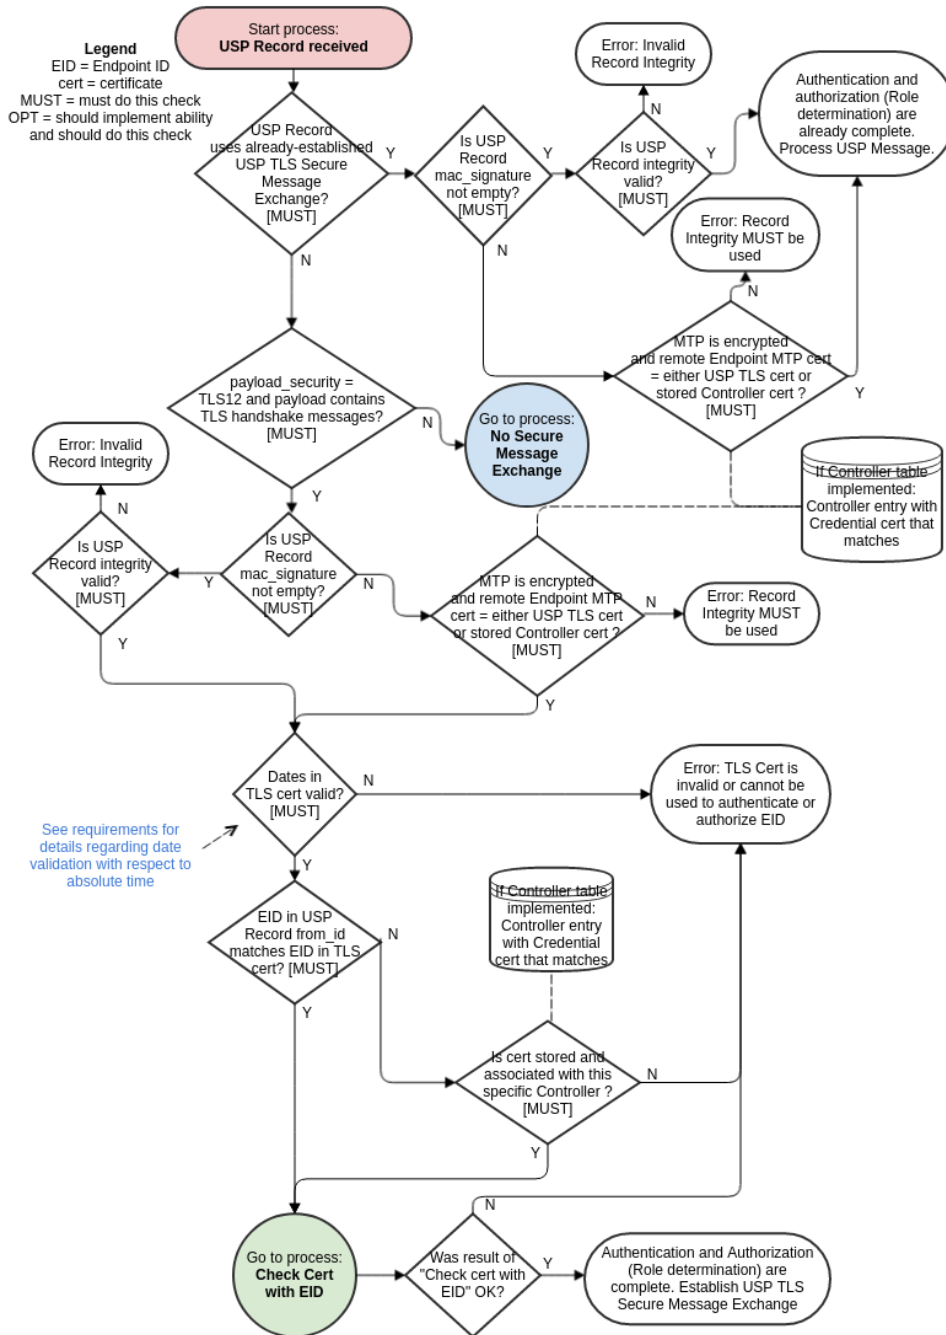 Start process:
USP Record received
Legend
EID = Endpoint ID
cert = certificate
MUST = must do this check
OPT = should implement ability
and should do this check
USP Record
uses already-established
USP TLS Secure
Message
Exchange?
[MUST]
Y
N
Is USP
Record
mac_signature
not empty?
[MUST]
Y
N
Error: Invalid
Record Integrity
N
Is USP
Record integrity
valid?
[MUST]
Y
Authentication and
authorization (Role
determination) are
already complete.
Process USP Message.
Error: Record
Integrity MUST be
used
N
MTP is encrypted
and remote Endpoint MTP cert
= either USP TLS cert or
stored Controller cert ?
[MUST]
Y
payload_security =
TLS12 and payload contains
TLS handshake messages?
[MUST]
N
Y
Go to process:
No Secure
Message
Exchange
If Controller table
implemented:
Controller entry with
Credential cert that
matches
Error: Invalid
Record Integrity
N
Is USP
Record integrity
valid?
[MUST]
Y
Y
Is USP
Record
mac_signature
not empty?
[MUST]
N
MTP is encrypted
and remote Endpoint MTP
cert = either USP TLS cert
or stored Controller cert ?
[MUST]
N
Y
Error: Record
Integrity MUST
be used
Dates in
TLS cert valid?
[MUST]
N
Y
Error: TLS Cert is
invalid or cannot be
used to authenticate or
authorize EID
See requirements for
details regarding date
validation with respect to
absolute time
EID in USP
Record from_id
matches EID in TLS
cert? [MUST]
N
Y
If Controller table
implemented:
Controller entry
with Credential
cert that matches
Is cert stored and
associated with this
specific Controller ?
[MUST]
N
Y
Go to process:
Check Cert
with EID
Was result of
"Check cert with
EID" OK?
N
Y
Authentication and Authorization
(Role determination) are
complete. Establish USP TLS
Secure Message Exchange